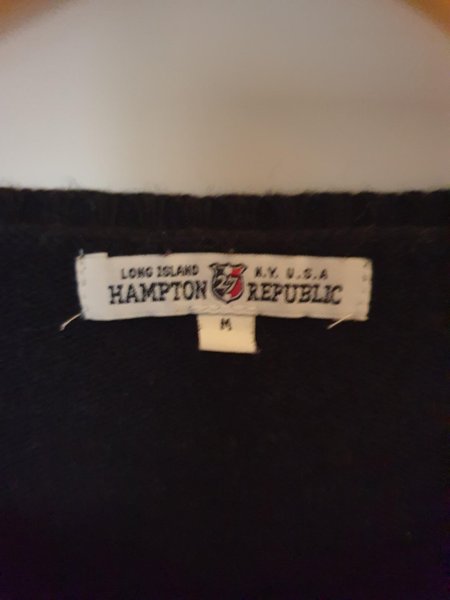 LONG ISLAND N.Y. U.S.A
HAMPTON 27 REPUBLIC
M